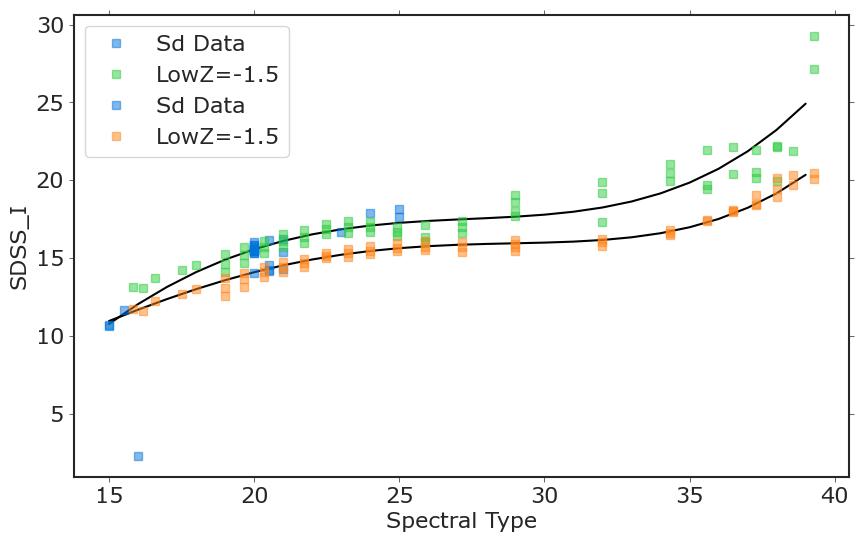 30
25
20
15
10
5
SDSS_I
Sd Data
LowZ=-1.5
Sd Data
LowZ=-1.5
15 20 25 30 35 40
Spectral Type